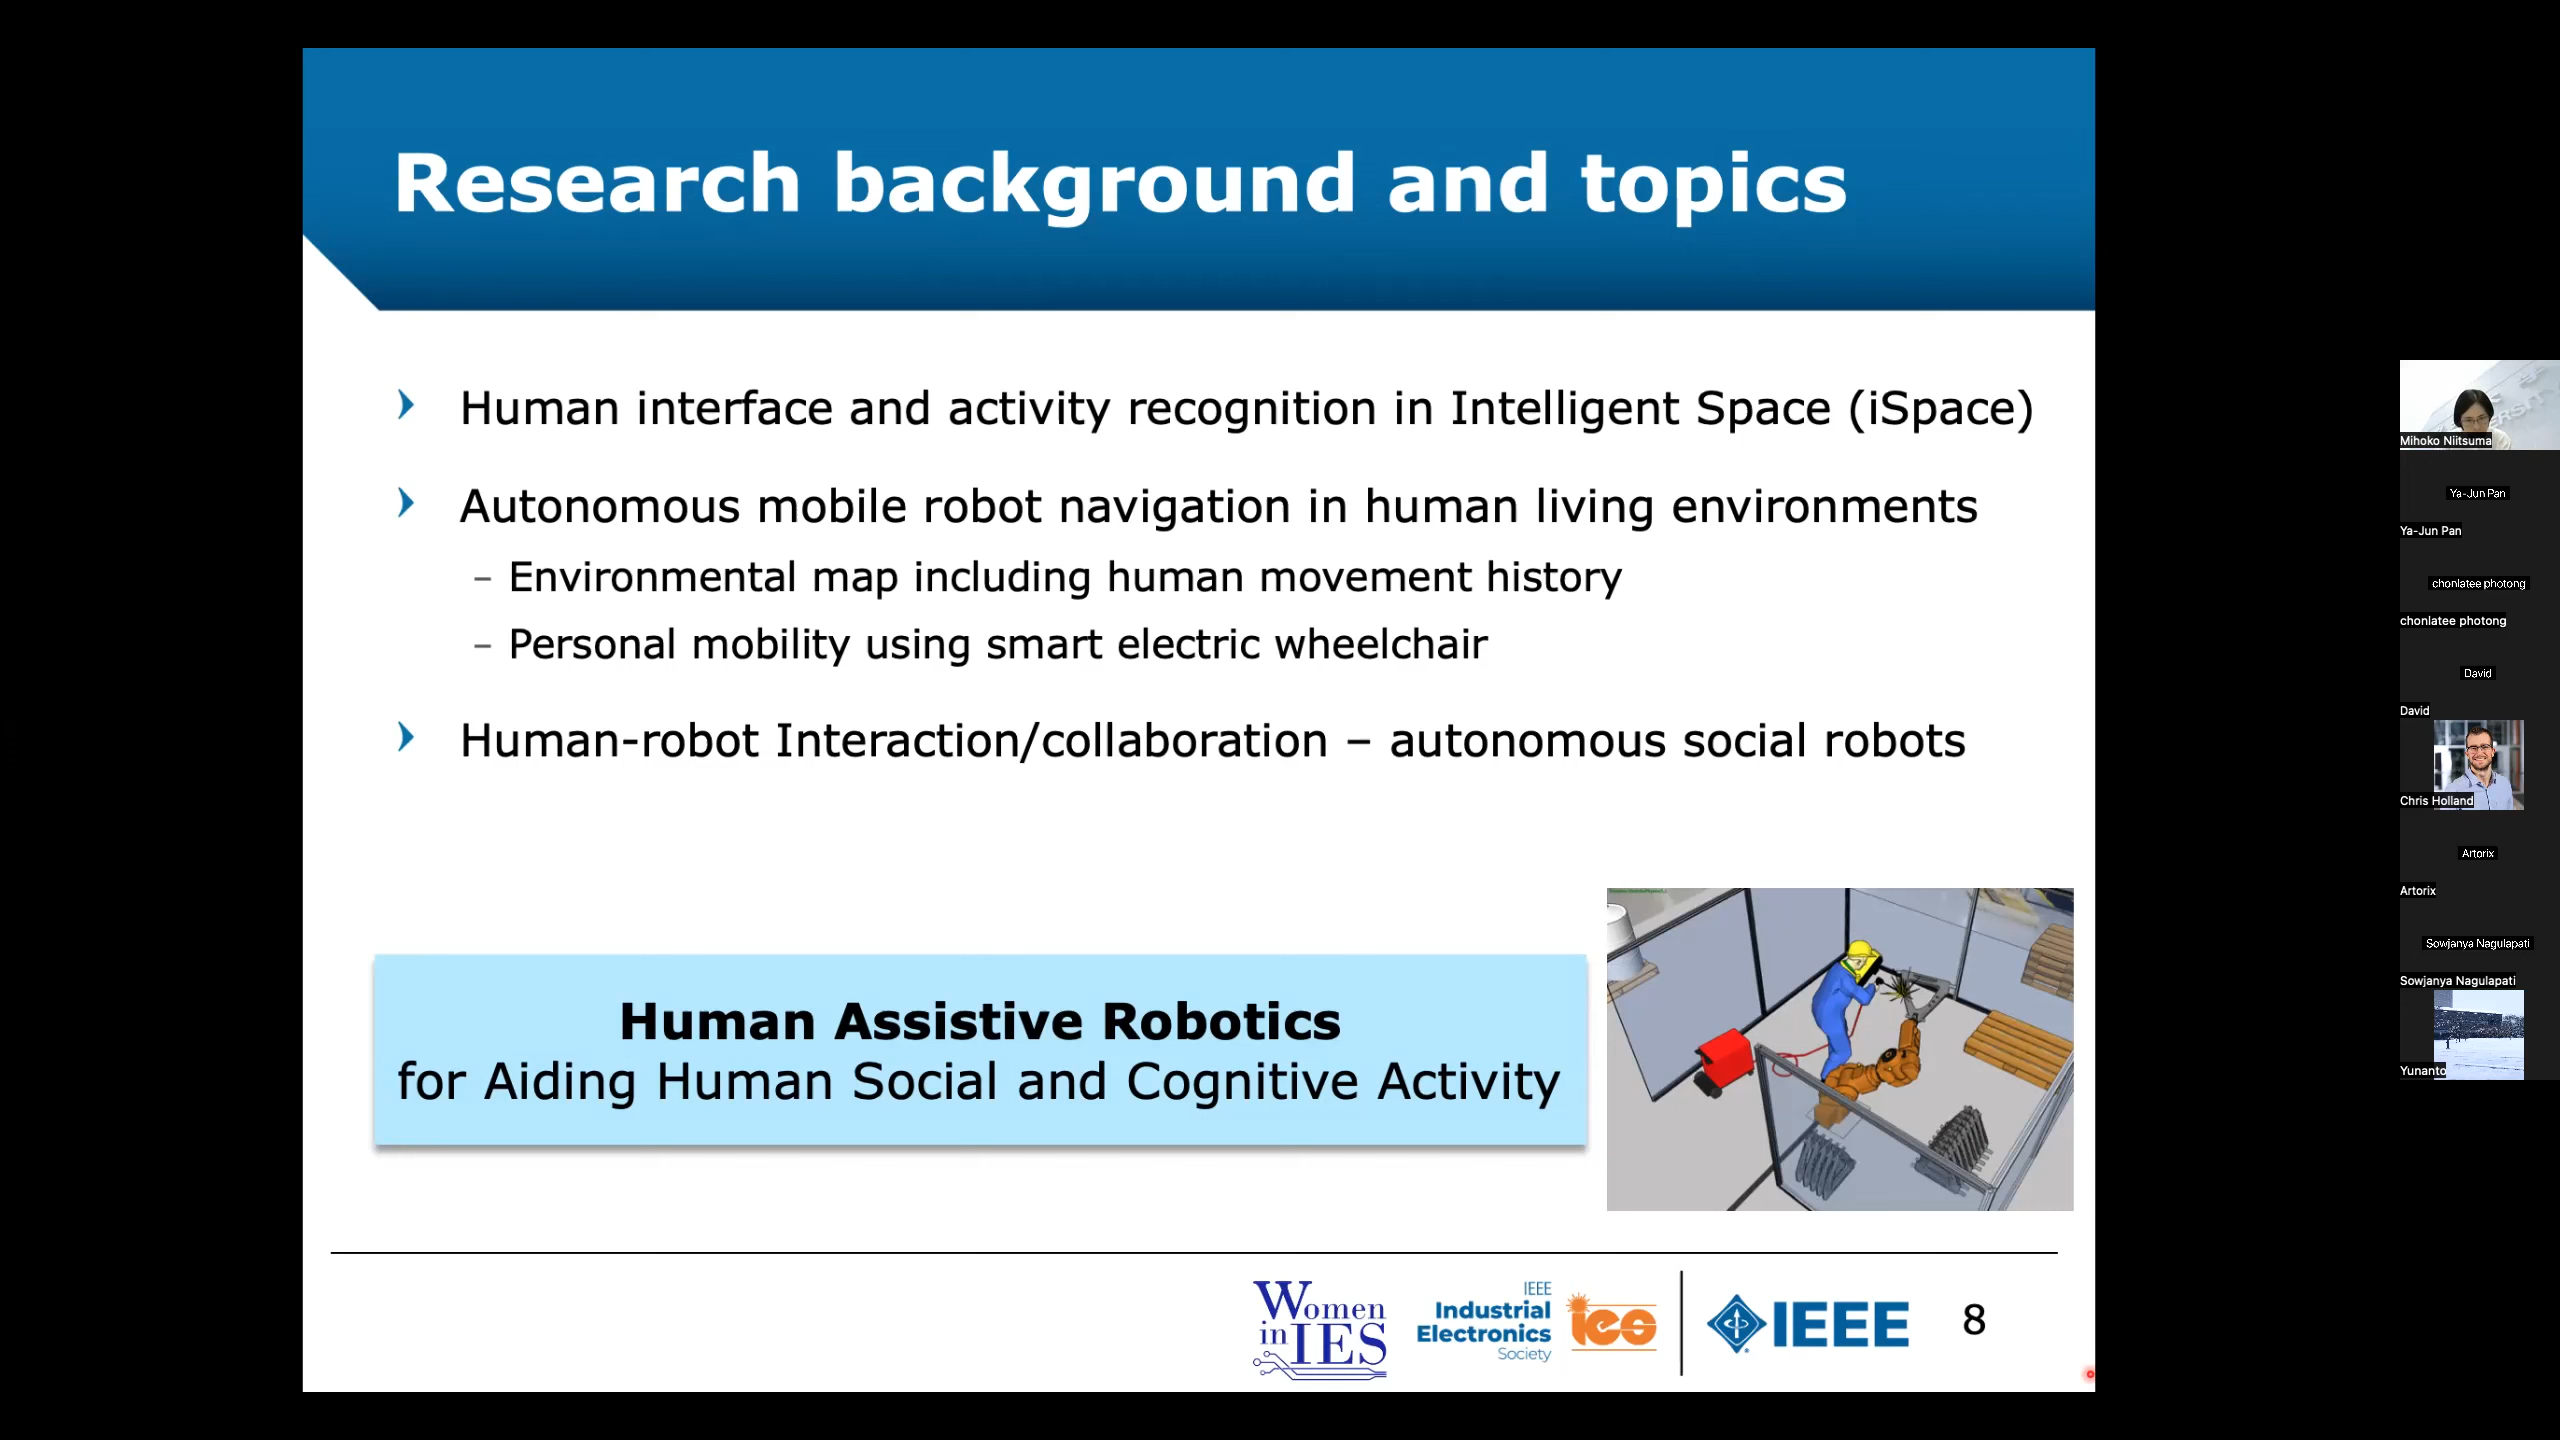 Research background and topics
Human interface and activity recognition in Intelligent Space (iSpace)
Autonomous mobile robot navigation in human living environments
– Environmental map including human movement history
– Personal mobility using smart electric wheelchair
Human-robot Interaction/collaboration – autonomous social robots
Human Assistive Robotics
for Aiding Human Social and Cognitive Activity
Women
in IES
IEEE
Industrial
Electronics
Society
ies
IEEE
8
Mihoko Niitsuma
Ya-Jun Pan
Ya-Jun Pan
chonlatee photong
chonlatee photong
David
David
Chris Holland
Artorix
Artorix
Sowjanya Nagulapati
Sowjanya Nagulapati
Yunanto